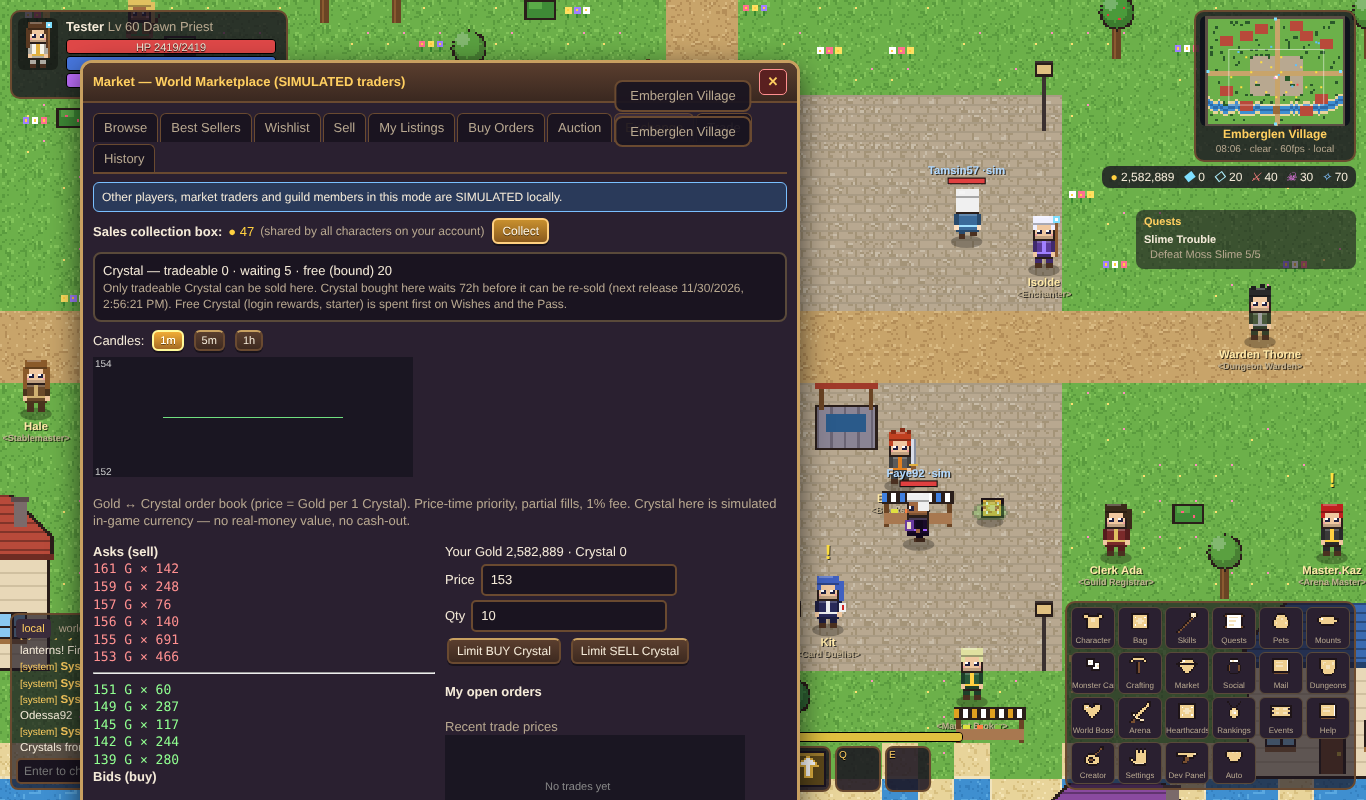 Tester Lv 60 Dawn Priest
HP 2419/2419
Market — World Marketplace (SIMULATED traders)
×
Emberglen Village
Emberglen Village
Browse
Best Sellers
Wishlist
Sell
My Listings
Buy Orders
Auction
History
Other players, market traders and guild members in this mode are SIMULATED locally.
Sales collection box: 47 (shared by all characters on your account) Collect
Crystal — tradeable 0 · waiting 5 · free (bound) 20
Only tradeable Crystal can be sold here. Crystal bought here waits 72h before it can be re-sold (next release 11/30/2026,
2:56:21 PM). Free Crystal (login rewards, starter) is spent first on Wishes and the Pass.
Candles: 1m 5m 1h
154
152
Gold ↔ Crystal order book (price = Gold per 1 Crystal). Price-time priority, partial fills, 1% fee. Crystal here is simulated
in-game currency — no real-money value, no cash-out.
Asks (sell)
161 G × 142
159 G × 248
157 G × 76
156 G × 140
155 G × 691
153 G × 466
151 G × 60
149 G × 287
145 G × 117
142 G × 244
139 G × 280
Bids (buy)
Your Gold 2,582,889 · Crystal 0
Price 153
Qty 10
Limit BUY Crystal
Limit SELL Crystal
My open orders
Recent trade prices
No trades yet
Emberglen Village
08:06 · clear · 60fps · local
2,582,889 0 20 40 30 70
Quests
Slime Trouble
Defeat Moss Slime 5/5
Tamsin57 ·sim
Isolde
<Enchanter>
Warden Thorne
<Dungeon Warden>
Hale
<Stablemaster>
Faye92 ·sim
!
Clerk Ada
<Guild Registrar>
!
Master Kaz
<Arena Master>
Kit
<Card Duelist>
local
lanterns! Fin
[system] Sys
[system] Sys
[system] Sys
Odessa92
[system] Sys
Crystals from
Enter to ch
Q
E
Character
Bag
Skills
Quests
Pets
Mounts
Monster Ca
Crafting
Market
Social
Mail
Dungeons
World Boss
Arena
Hearthcards
Rankings
Events
Help
Creator
Settings
Dev Panel
Auto